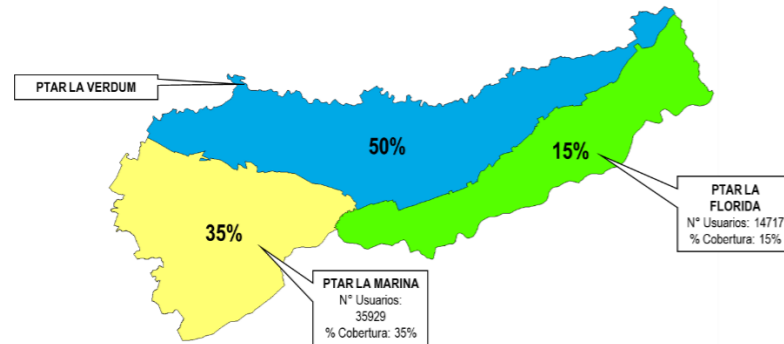 PTAR LA VERDUM
50%
15%
PTAR LA
FLORIDA
N° Usuarios: 14717
% Cobertura: 15%
35%
PTAR LA MARINA
N° Usuarios:
35929
% Cobertura: 35%